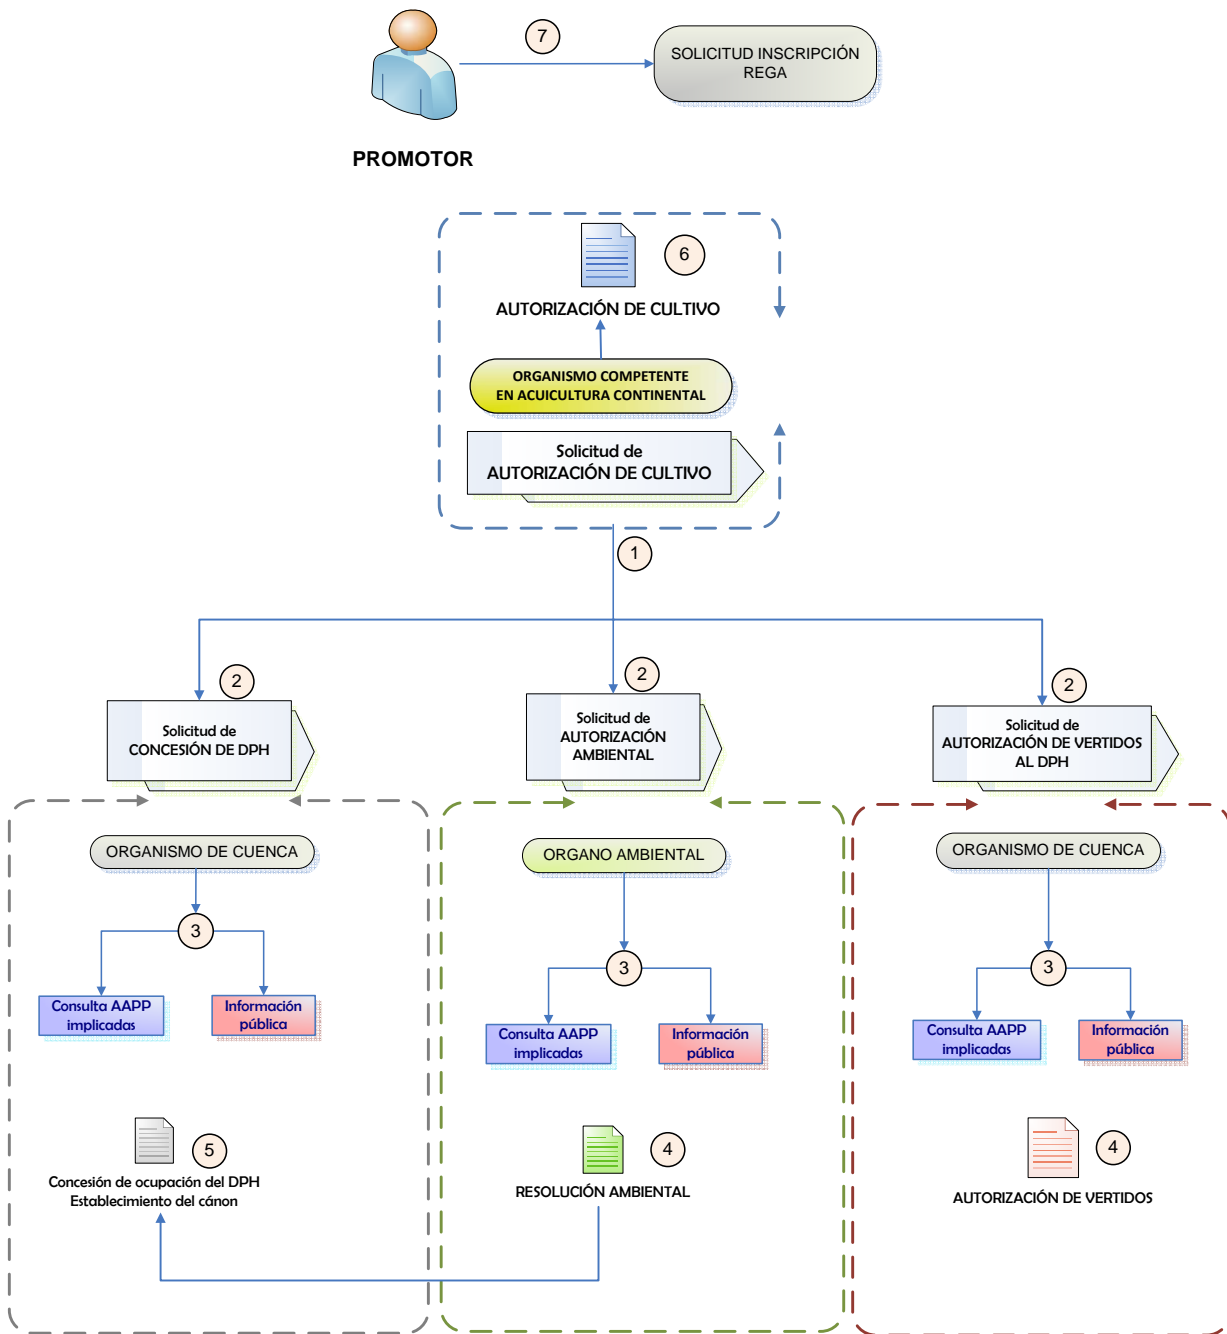 7
SOLICITUD INSCRIPCIÓN
REGA
PROMOTOR
6
AUTORIZACIÓN DE CULTIVO
ORGANISMO COMPETENTE
EN ACUICULTURA CONTINENTAL
Solicitud de
AUTORIZACIÓN DE CULTIVO
1
2
Solicitud de
CONCESIÓN DE DPH
2
Solicitud de
AUTORIZACIÓN
AMBIENTAL
2
Solicitud de
AUTORIZACIÓN DE VERTIDOS
AL DPH
ORGANISMO DE CUENCA
3
Consulta AAPP
implicadas
Información
pública
5
Concesión de ocupación del DPH
Establecimiento del cánon
ORGANO AMBIENTAL
3
Consulta AAPP
implicadas
Información
pública
4
RESOLUCIÓN AMBIENTAL
ORGANISMO DE CUENCA
3
Consulta AAPP
implicadas
Información
pública
4
AUTORIZACIÓN DE VERTIDOS